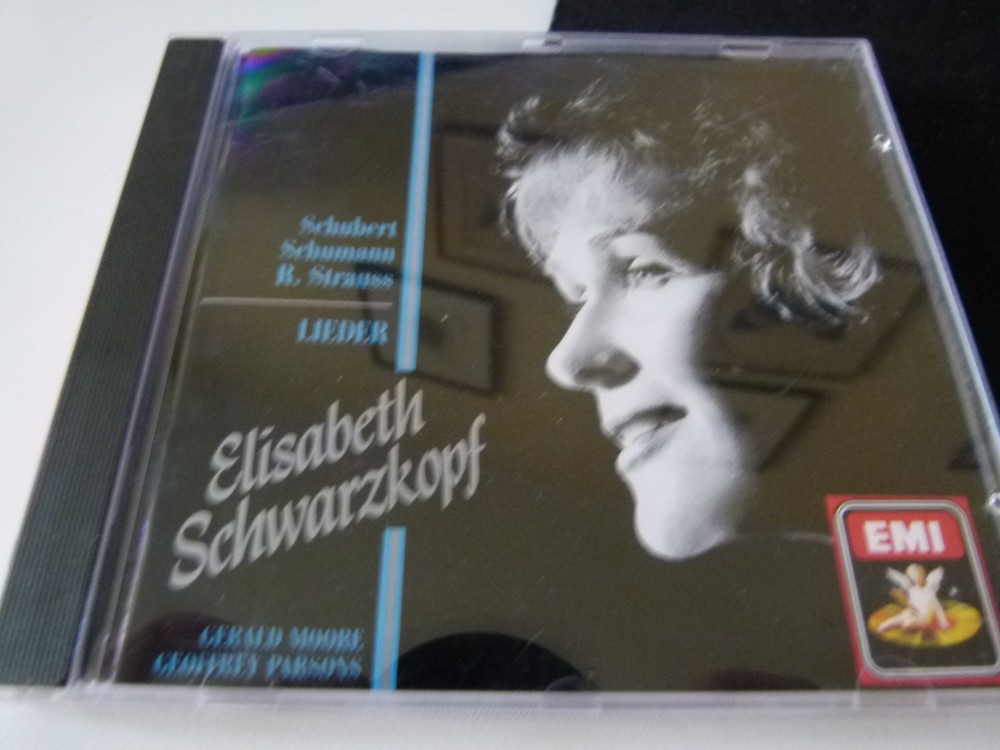 Schubert
Schumann
R. Strauss
LIEDER
Elisabeth
Schwarzkopf
GERALD MOORE
GEOFFREY PARSONS
EMI